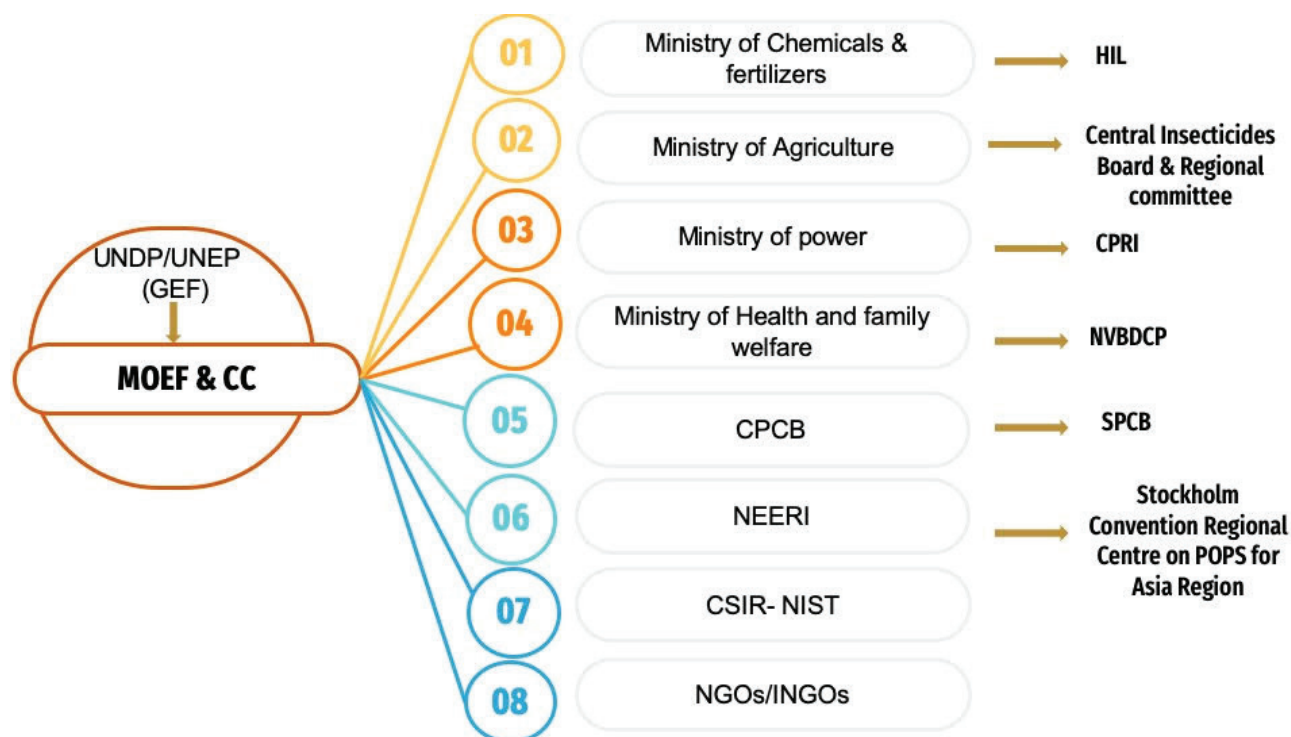 UNDP/UNEP
(GEF)
MOEF & CC
01
Ministry of Chemicals &
fertilizers
HIL
02
Ministry of Agriculture
Central Insecticides
Board & Regional
committee
03
Ministry of power
CPRI
04
Ministry of Health and family
welfare
NVBDCP
05
CPCB
SPCB
06
NEERI
Stockholm
Convention Regional
Centre on POPS for
Asia Region
07
CSIR- NIST
08
NGOs/INGOs